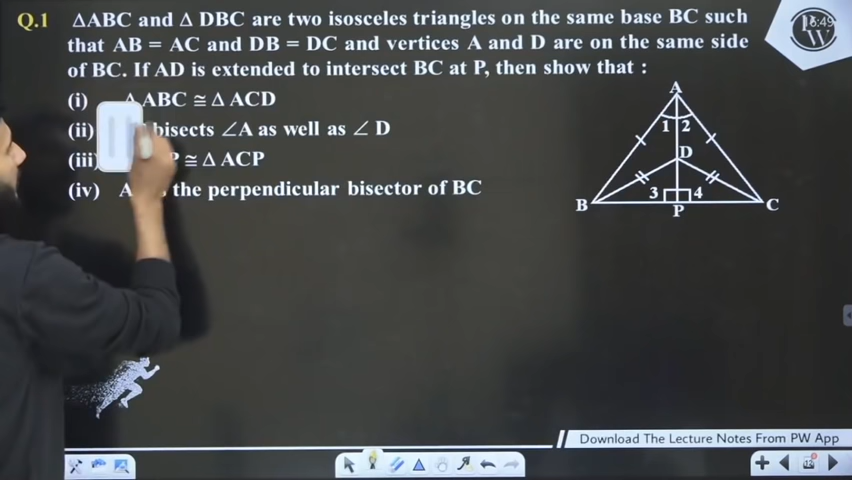 Q.1 ΔABC and Δ DBC are two isosceles triangles on the same base BC such
that AB = AC and DB = DC and vertices A and D are on the same side
of BC. If AD is extended to intersect BC at P, then show that :
(i) Δ ABC ≅ Δ ACD
(ii) bisects ∠A as well as ∠ D
(iii) P ≅ Δ ACP
(iv) the perpendicular bisector of BC
A
1 2
D
3 4
B C
P
16:49
Download The Lecture Notes From PW App